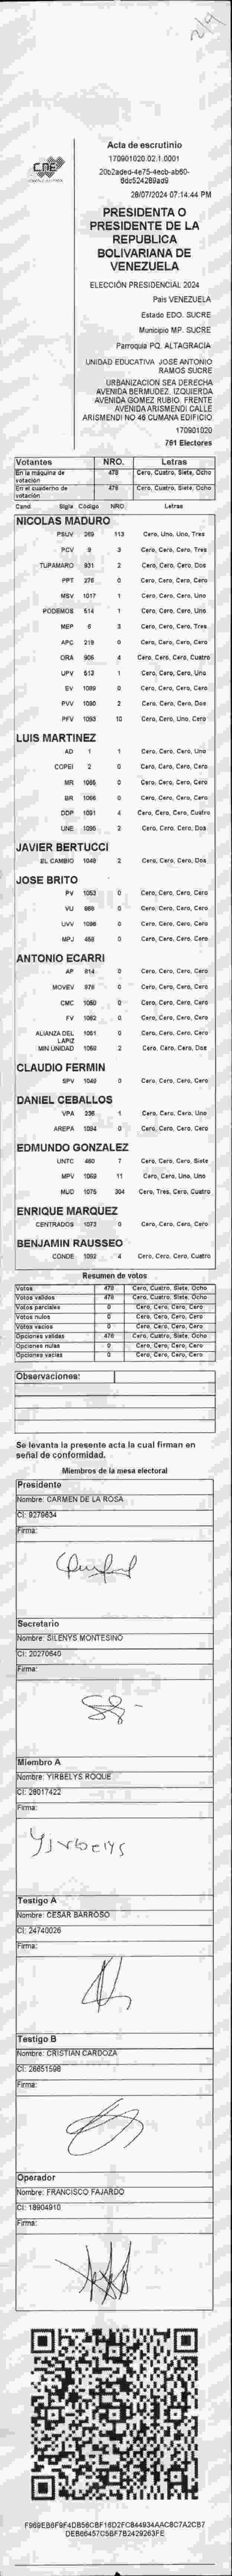 2/4
CNE
Acta de escrutinio
170901020.02.1.0001
28/07/2024 07:14:44 PM
PRESIDENTA O
PRESIDENTE DE LA
REPUBLICA
BOLIVARIANA DE
VENEZUELA
ELECCIÓN PRESIDENCIAL 2024
Pais VENEZUELA
Estado EDO. SUCRE
Municipio MP. SUCRE
Parroquia PQ. ALTAGRACIA
UNIDAD EDUCATIVA JOSÉ ANTONIO
RAMOS SUCRE
URBANIZACION SEA DERECHA
AVENIDA BERMUDEZ. IZQUIERDA
AVENIDA GOMEZ RUBIO. FRENTE
AVENIDA ARISMENDI CALLE
ARISMENDI NO 46 CUMANA EDIFICIO
170901020
761 Electores
Votantes NRO. Letras
En la máquina de votación 478 Cero, Cuatro, Siete, Ocho
En el cuaderno de votación 478 Cero, Cuatro, Siete, Ocho
Cand Sigla Código NRO. Letras
NICOLAS MADURO
PSUV 269 113 Cero, Uno, Uno, Tres
PCV 9 3 Cero, Cero, Cero, Tres
TUPAMARO 931 2 Cero, Cero, Cero, Dos
PPT 276 0 Cero, Cero, Cero, Cero
MSV 1017 1 Cero, Cero, Cero, Uno
PODEMOS 514 1 Cero, Cero, Cero, Uno
MEP 6 3 Cero, Cero, Cero, Tres
APC 219 0 Cero, Cero, Cero, Cero
ORA 906 4 Cero, Cero, Cero, Cuatro
UPV 613 1 Cero, Cero, Cero, Uno
EV 1089 0 Cero, Cero, Cero, Cero
PVV 1090 2 Cero, Cero, Cero, Dos
PFV 1093 10 Cero, Cero, Uno, Cero
LUIS MARTINEZ
AD 1 1 Cero, Cero, Cero, Uno
COPEI 2 0 Cero, Cero, Cero, Cero
MR 1065 0 Cero, Cero, Cero, Cero
BR 1066 0 Cero, Cero, Cero, Cero
DDP 1091 4 Cero, Cero, Cero, Cuatro
UNE 1095 2 Cero, Cero, Cero, Dos
JAVIER BERTUCCI
EL CAMBIO 1048 2 Cero, Cero, Cero, Dos
JOSE BRITO
PV 1053 0 Cero, Cero, Cero, Cero
VU 968 0 Cero, Cero, Cero, Cero
UVV 1096 0 Cero, Cero, Cero, Cero
MPJ 458 0 Cero, Cero, Cero, Cero
ANTONIO ECARRI
AP 814 0 Cero, Cero, Cero, Cero
MOVEV 978 0 Cero, Cero, Cero, Cero
CMC 1050 0 Cero, Cero, Cero, Cero
FV 1082 0 Cero, Cero, Cero, Cero
ALIANZA DEL LAPIZ 1051 0 Cero, Cero, Cero, Cero
MIN UNIDAD 1059 2 Cero, Cero, Cero, Dos
CLAUDIO FERMIN
SPV 1049 0 Cero, Cero, Cero, Cero
DANIEL CEBALLOS
VPA 236 1 Cero, Cero, Cero, Uno
AREPA 1094 0 Cero, Cero, Cero, Cero
EDMUNDO GONZALEZ
UNTC 460 7 Cero, Cero, Cero, Siete
MPV 1069 11 Cero, Cero, Uno, Uno
MUD 1075 304 Cero, Tres, Cero, Cuatro
ENRIQUE MARQUEZ
CENTRADOS 1073 0 Cero, Cero, Cero, Cero
BENJAMIN RAUSSEO
CONDE 1092 4 Cero, Cero, Cero, Cuatro
Resumen de votos
Votos 478 Cero, Cuatro, Siete, Ocho
Votos válidos 478 Cero, Cuatro, Siete, Ocho
Votos parciales 0 Cero, Cero, Cero, Cero
Votos nulos 0 Cero, Cero, Cero, Cero
Votos vacíos 0 Cero, Cero, Cero, Cero
Opciones válidas 478 Cero, Cuatro, Siete, Ocho
Opciones nulas 0 Cero, Cero, Cero, Cero
Opciones vacías 0 Cero, Cero, Cero, Cero
Observaciones:
Se levanta la presente acta la cual firman en
señal de conformidad.
Miembros de la mesa electoral
Presidente
Nombre: CARMEN DE LA ROSA
CI: 9279634
Firma:
Secretario
Nombre: SILENYS MONTESINO
CI: 20270640
Firma:
Miembro A
Nombre: YIRBELYS ROQUE
CI: 26017422
Firma:
Yirbelys
Testigo A
Nombre: CESAR BARROSO
CI: 24740026
Firma:
Testigo B
Nombre: CRISTIAN CARDOZA
CI: 26651596
Firma:
Operador
Nombre: FRANCISCO FAJARDO
CI: 18904910
Firma: